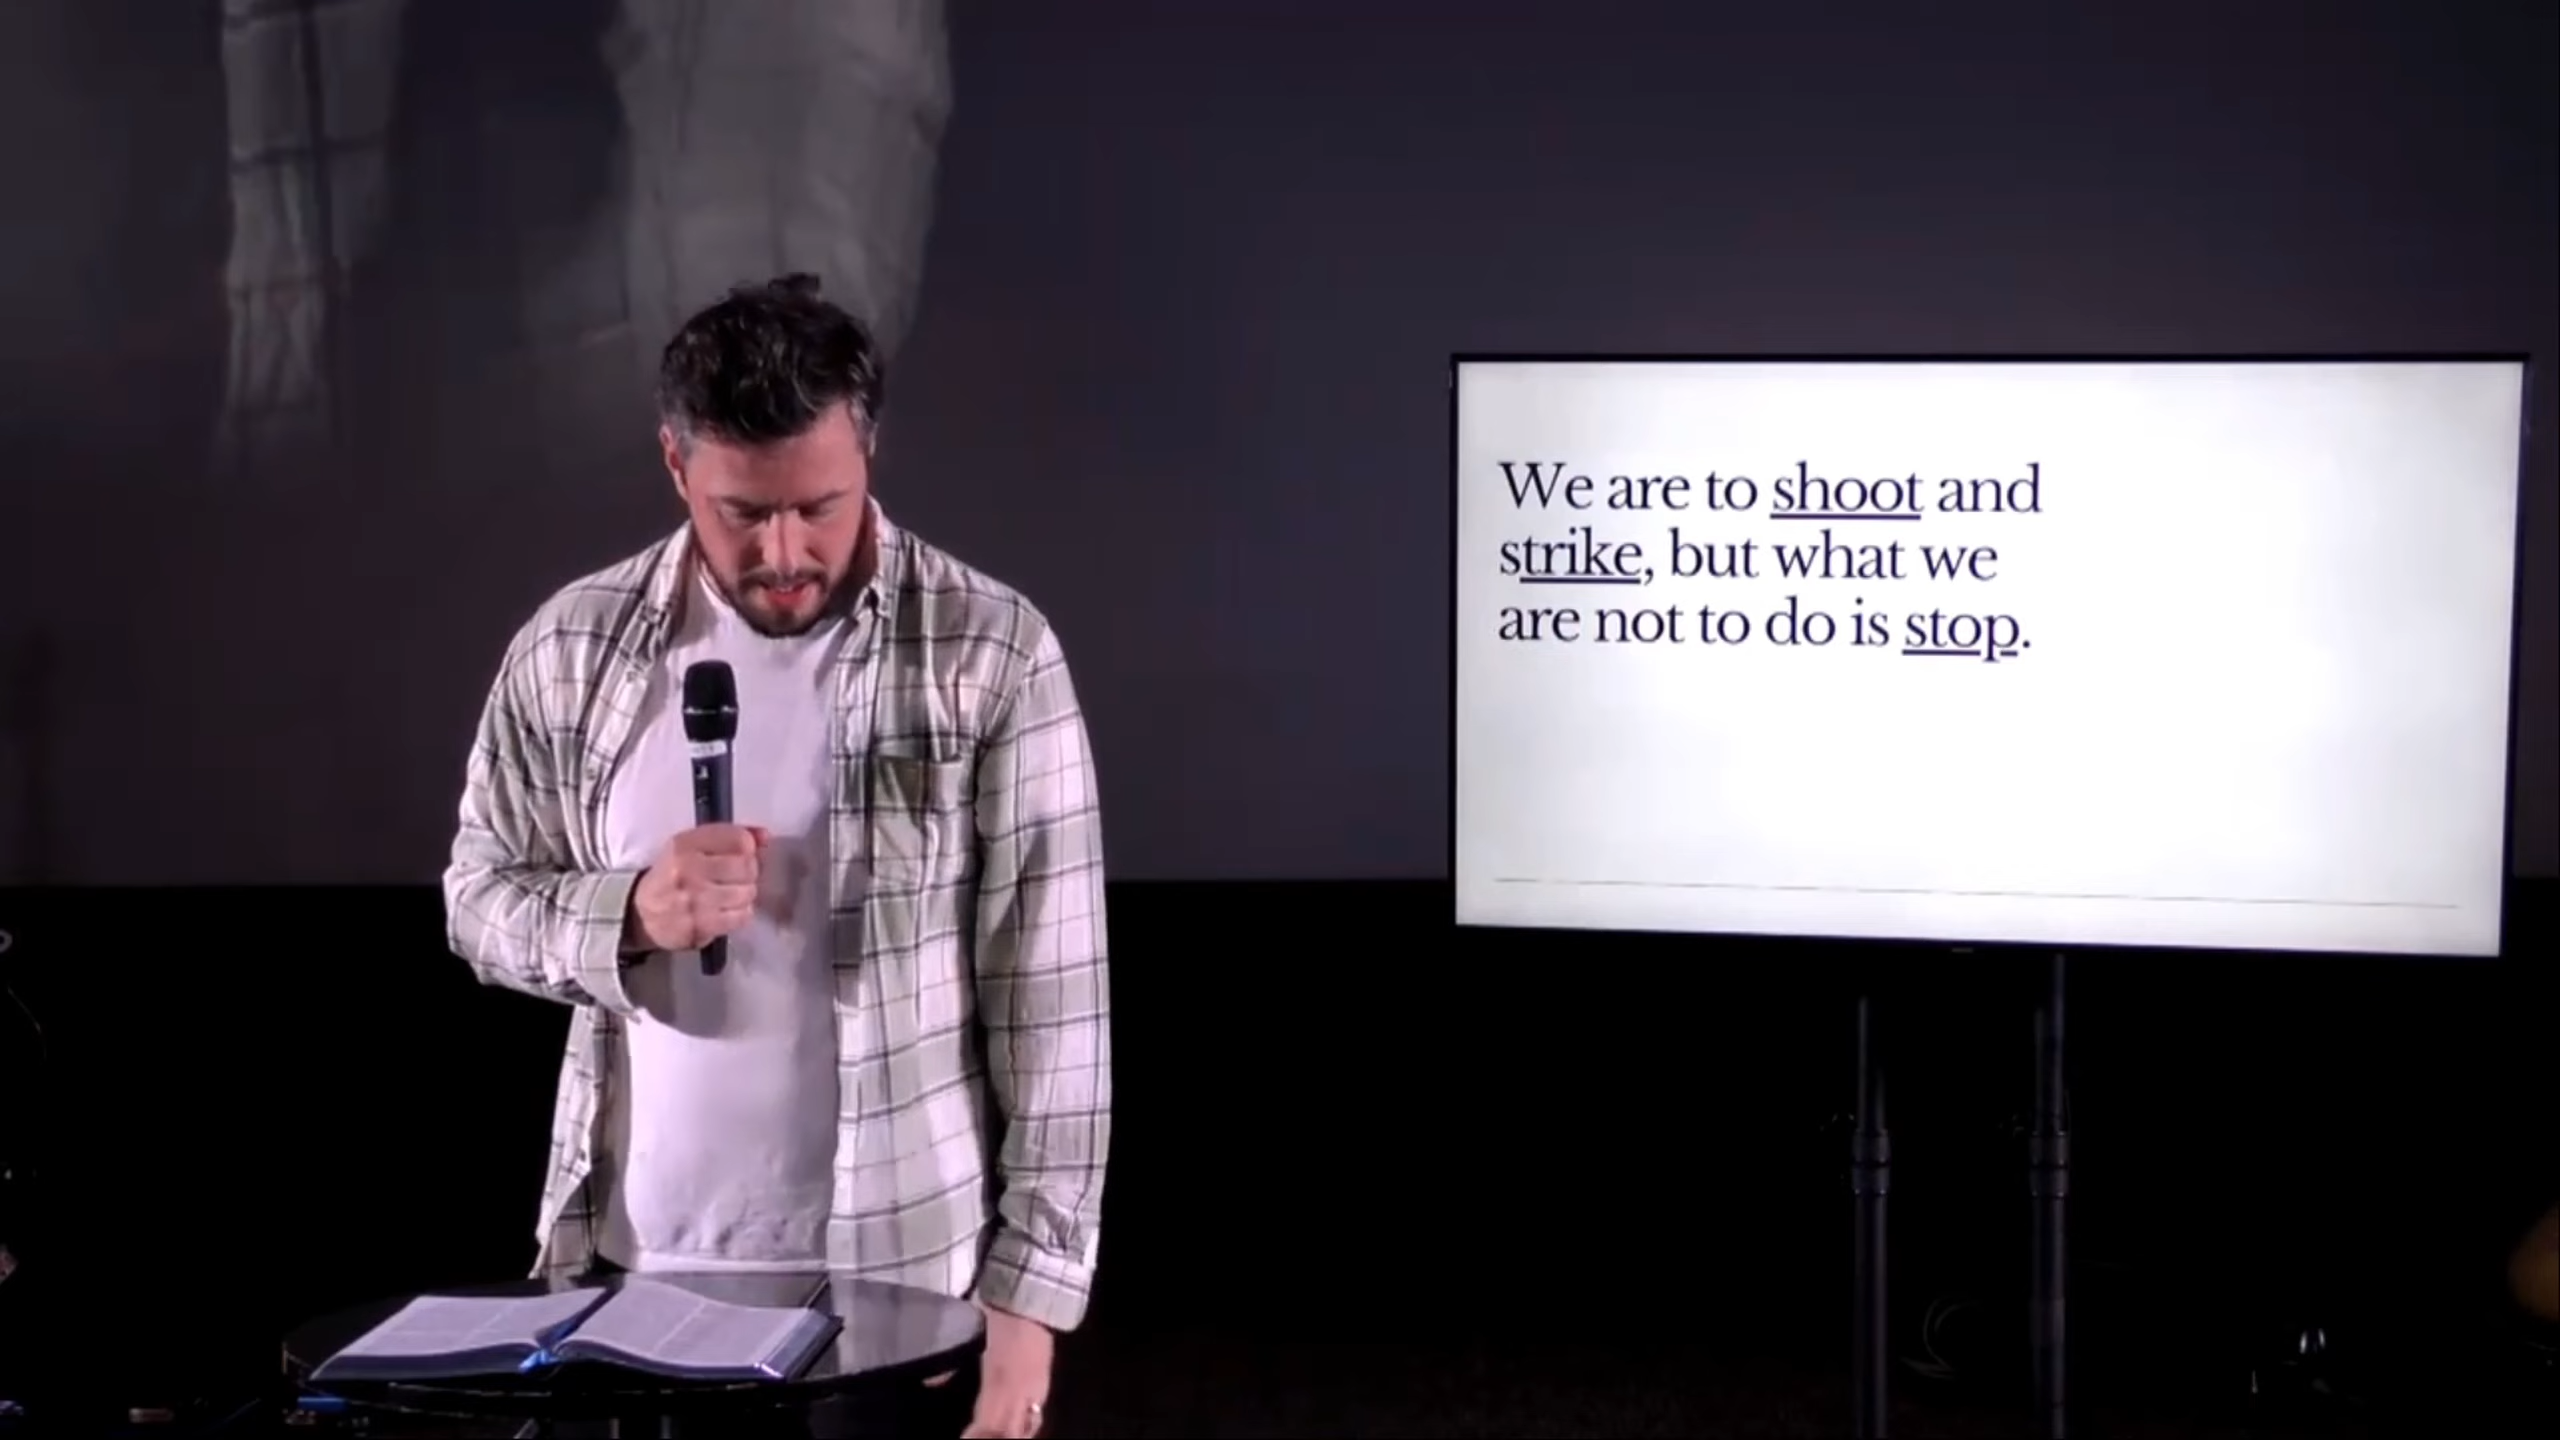 We are to shoot and
strike, but what we
are not to do is stop.